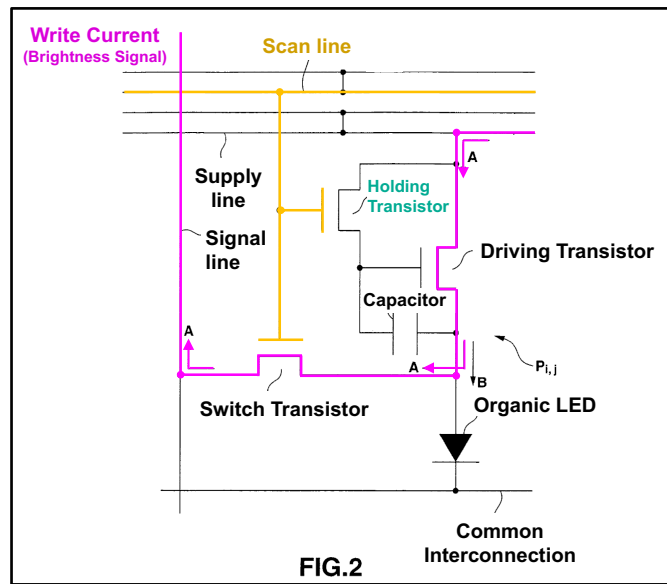 Write Current
(Brightness Signal)
Scan line
A
Supply
line
Holding
Transistor
Signal
line
Driving Transistor
Capacitor
A
A
B
P i, j
Switch Transistor
Organic LED
Common
Interconnection
FIG.2